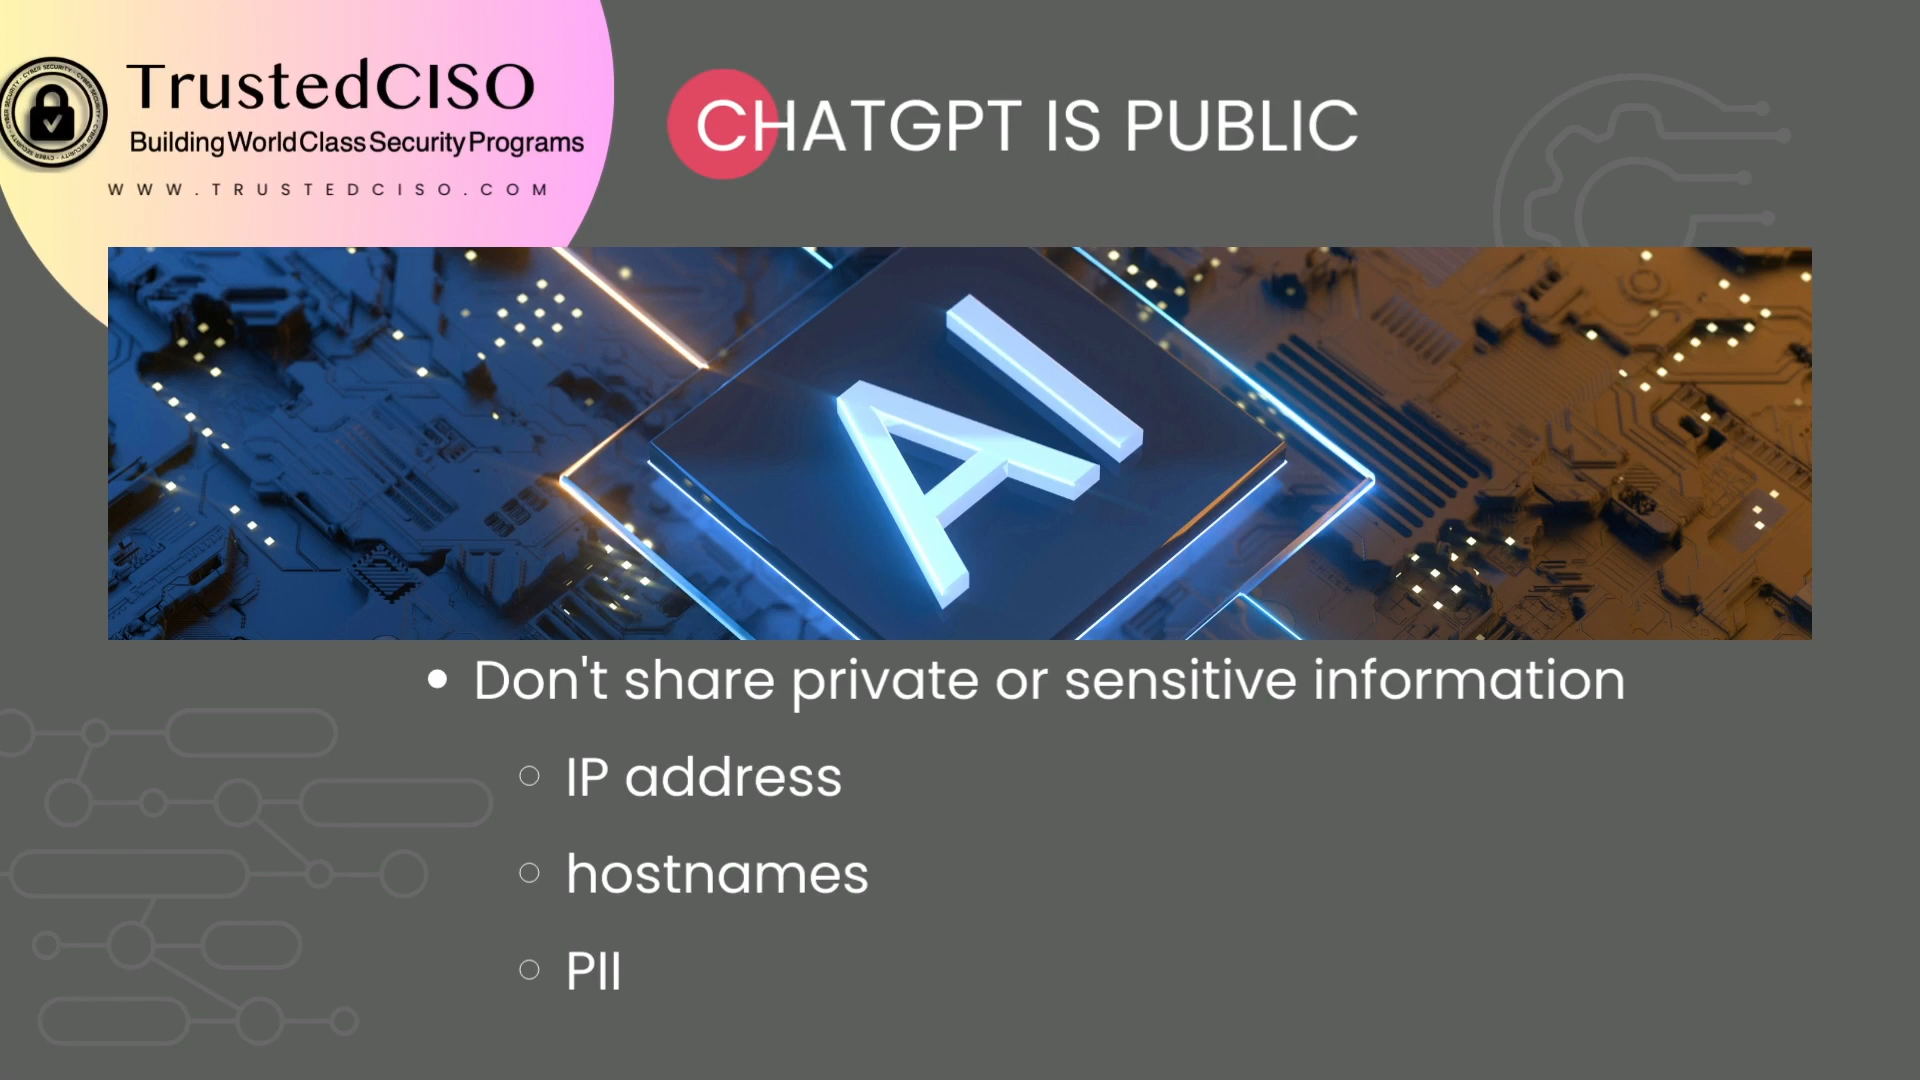 TrustedCISO
Building World Class Security Programs
WWW.TRUSTEDCISO.COM
CHATGPT IS PUBLIC
AI
Don't share private or sensitive information
IP address
hostnames
PII